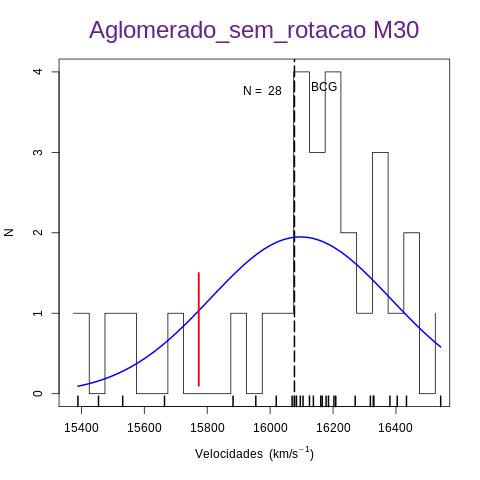 Aglomerado_sem_rotacao M30
N = 28
BCG
N
4
3
2
1
0
15400 15600 15800 16000 16200 16400
Velocidades (km/s⁻¹)